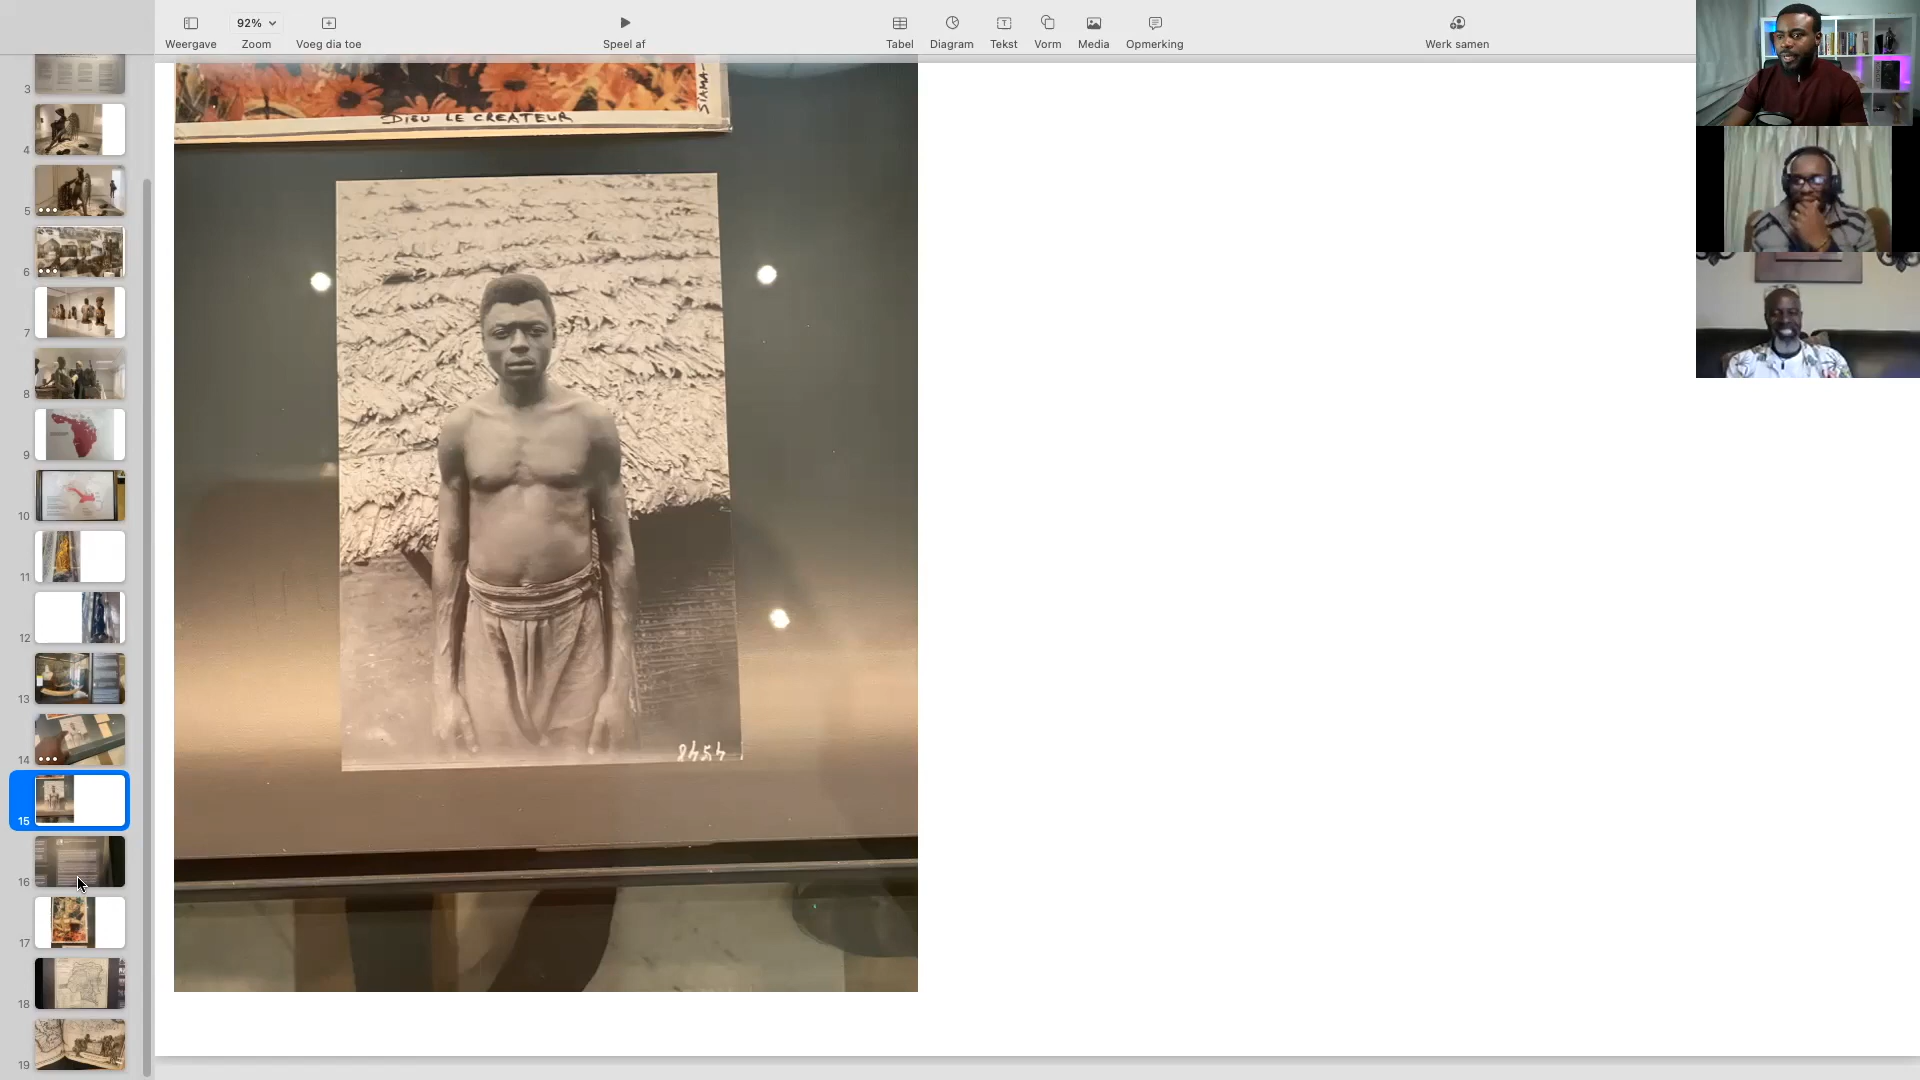 92%
Weergave
Zoom
Voeg dia toe
Speel af
Tabel
Diagram
Tekst
Vorm
Media
Opmerking
Werk samen
3
4
5
6
7
8
9
10
11
12
13
14
15
16
17
18
19
SIAMA-
DIEU LE CREATEUR